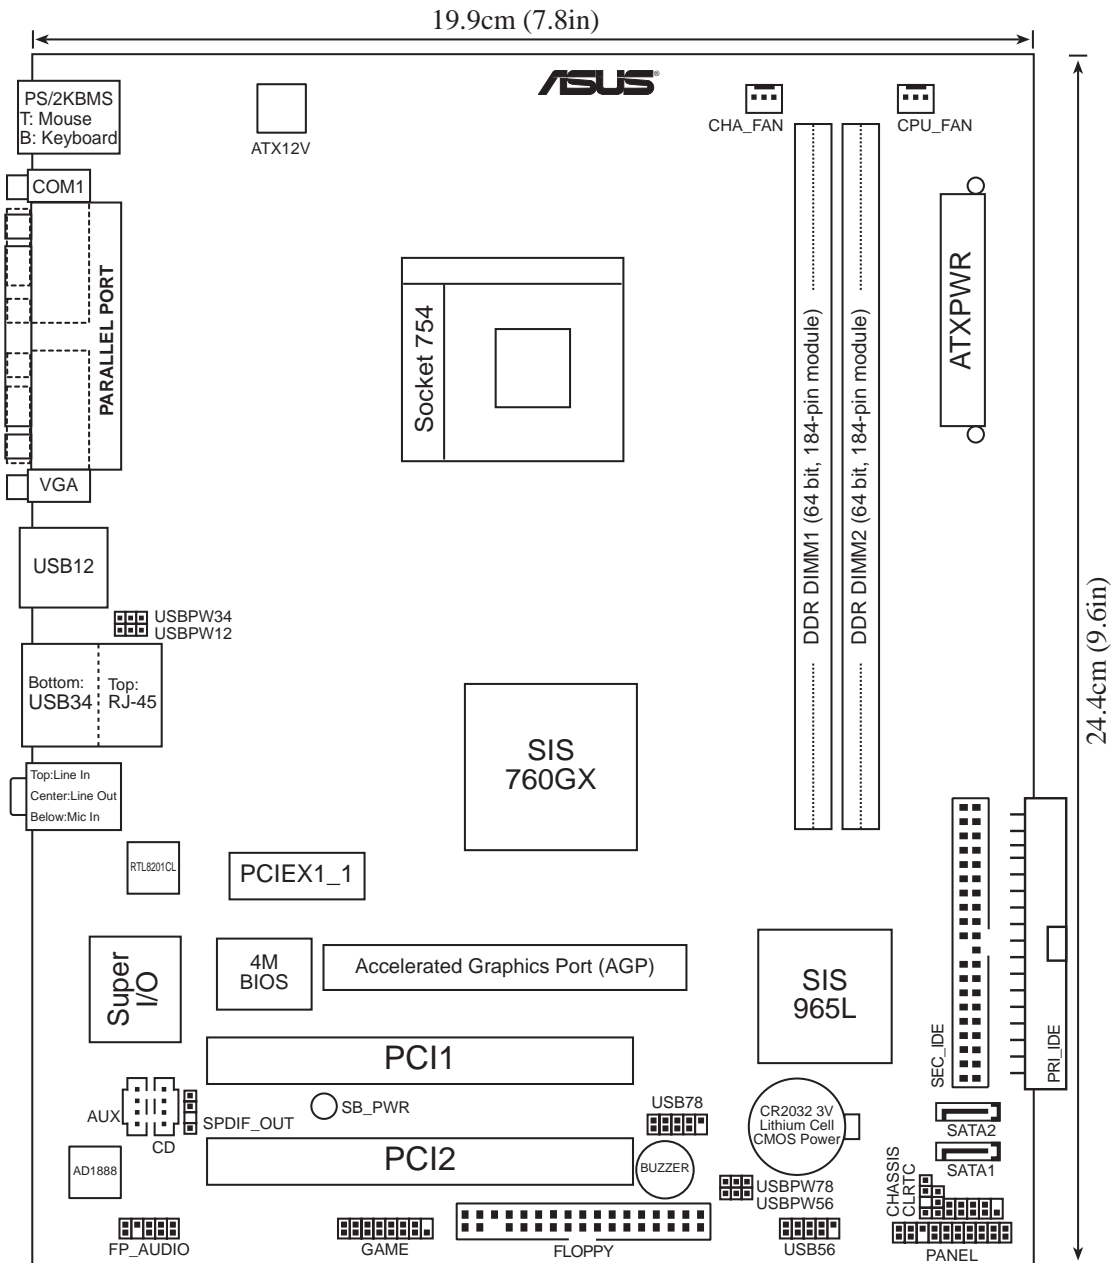 19.9cm (7.8in)
ASUS®
PS/2KBMS
T: Mouse
B: Keyboard
ATX12V
CHA_FAN
CPU_FAN
COM1
PARALLEL PORT
VGA
Socket 754
DDR DIMM1 (64 bit, 184-pin module)
DDR DIMM2 (64 bit, 184-pin module)
ATXPWR
24.4cm (9.6in)
USB12
USBPW34
USBPW12
Bottom:
USB34
Top:
RJ-45
SIS
760GX
Top:Line In
Center:Line Out
Below:Mic In
RTL8201CL
PCIEX1_1
Super
I/O
4M
BIOS
Accelerated Graphics Port (AGP)
SIS
965L
SEC_IDE
PRI_IDE
PCI1
AUX
CD
SPDIF_OUT
SB_PWR
USB78
CR2032 3V
Lithium Cell
CMOS Power
SATA2
SATA1
AD1888
PCI2
BUZZER
USBPW78
USBPW56
CHASSIS
CLRTC
FP_AUDIO
GAME
FLOPPY
USB56
PANEL